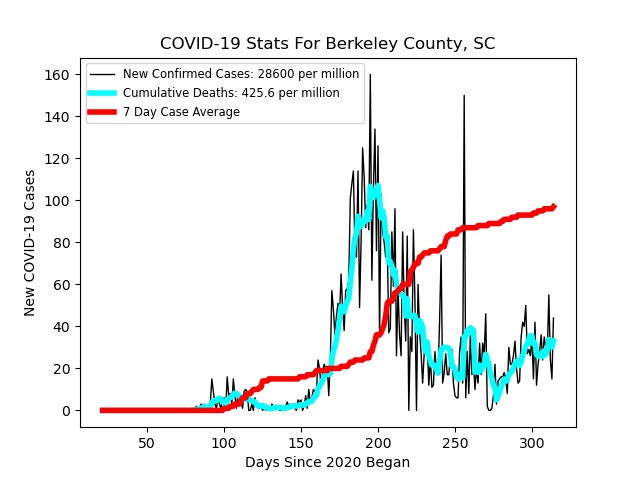 COVID-19 Stats For Berkeley County, SC
New Confirmed Cases: 28600 per million
Cumulative Deaths: 425.6 per million
7 Day Case Average
160
140
120
100
80
60
40
20
0
New COVID-19 Cases
50 100 150 200 250 300
Days Since 2020 Began